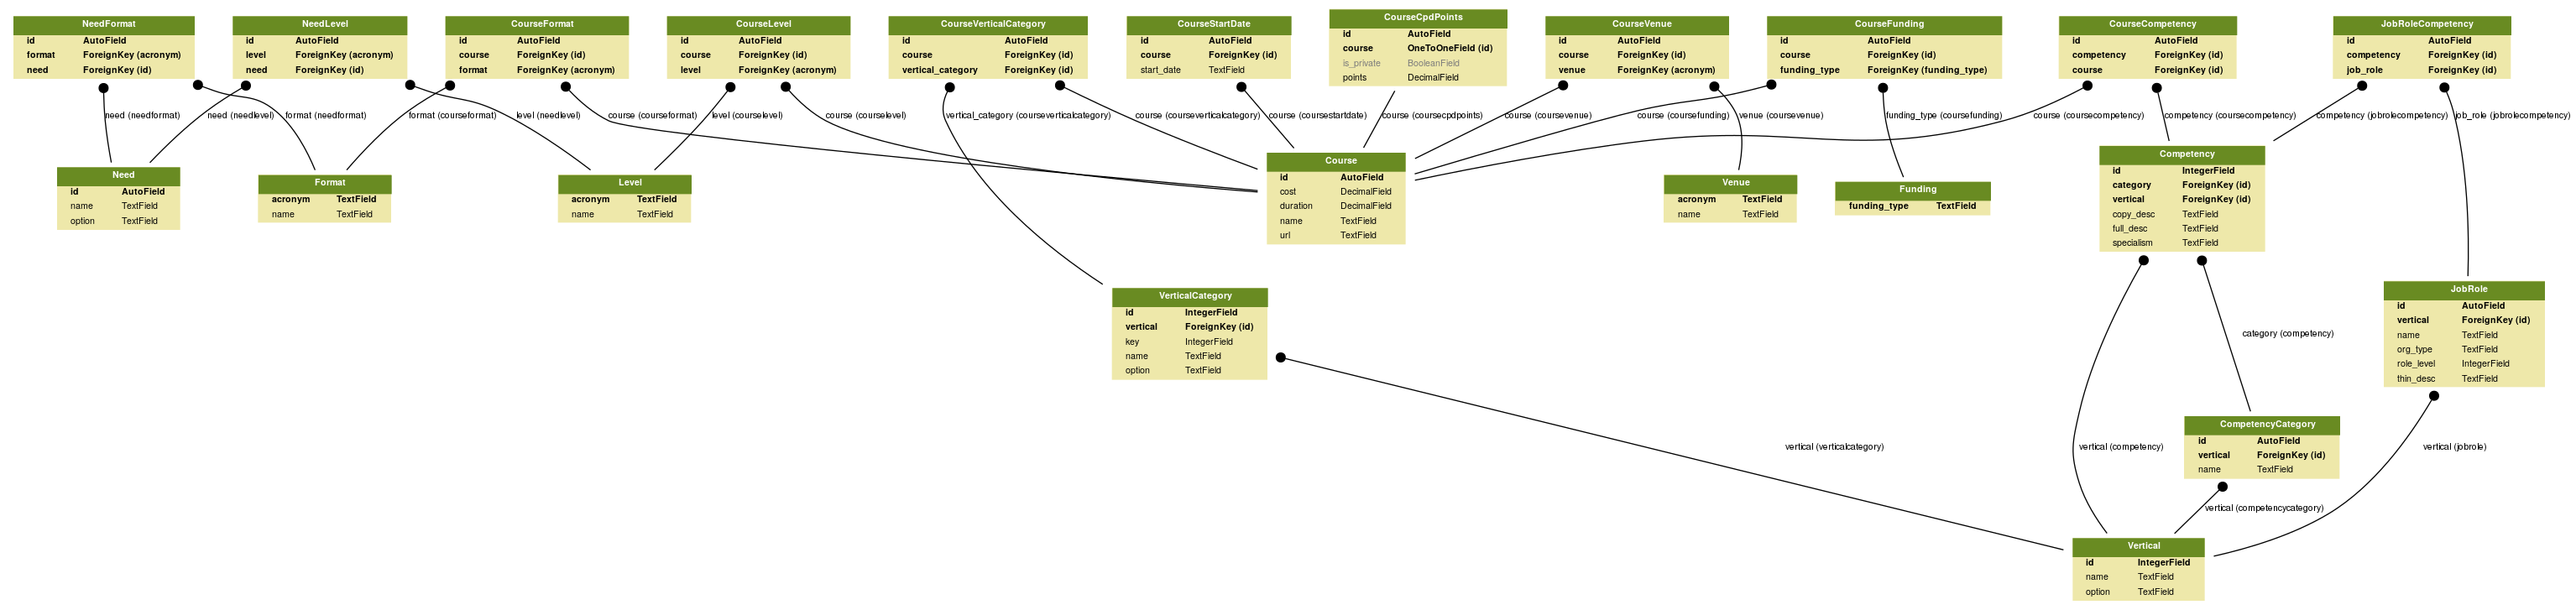 NeedFormat
id AutoField
format ForeignKey (acronym)
need ForeignKey (id)
NeedLevel
id AutoField
level ForeignKey (acronym)
need ForeignKey (id)
CourseFormat
id AutoField
course ForeignKey (id)
format ForeignKey (acronym)
CourseLevel
id AutoField
course ForeignKey (id)
level ForeignKey (acronym)
CourseVerticalCategory
id AutoField
course ForeignKey (id)
vertical_category ForeignKey (id)
CourseStartDate
id AutoField
course ForeignKey (id)
start_date TextField
CourseCpdPoints
id AutoField
course OneToOneField (id)
is_private BooleanField
points DecimalField
CourseVenue
id AutoField
course ForeignKey (id)
venue ForeignKey (acronym)
CourseFunding
id AutoField
course ForeignKey (id)
funding_type ForeignKey (funding_type)
CourseCompetency
id AutoField
competency ForeignKey (id)
course ForeignKey (id)
JobRoleCompetency
id AutoField
competency ForeignKey (id)
job_role ForeignKey (id)
need (needformat)
need (needlevel)
format (needformat)
format (courseformat)
level (needlevel)
course (courseformat)
level (courselevel)
course (courselevel)
vertical_category (courseverticalcategory)
course (courseverticalcategory)
course (coursestartdate)
course (coursecpdpoints)
course (coursevenue)
course (coursefunding)
venue (coursevenue)
funding_type (coursefunding)
course (coursecompetency)
competency (coursecompetency)
competency (jobrolecompetency)
job_role (jobrolecompetency)
Need
id AutoField
name TextField
option TextField
Format
acronym TextField
name TextField
Level
acronym TextField
name TextField
Course
id AutoField
cost DecimalField
duration DecimalField
name TextField
url TextField
Venue
acronym TextField
name TextField
Funding
funding_type TextField
Competency
id IntegerField
category ForeignKey (id)
vertical ForeignKey (id)
copy_desc TextField
full_desc TextField
specialism TextField
VerticalCategory
id IntegerField
vertical ForeignKey (id)
key IntegerField
name TextField
option TextField
JobRole
id AutoField
vertical ForeignKey (id)
name TextField
org_type TextField
role_level IntegerField
thin_desc TextField
category (competency)
CompetencyCategory
id AutoField
vertical ForeignKey (id)
name TextField
vertical (verticalcategory)
vertical (competency)
vertical (jobrole)
vertical (competencycategory)
Vertical
id IntegerField
name TextField
option TextField